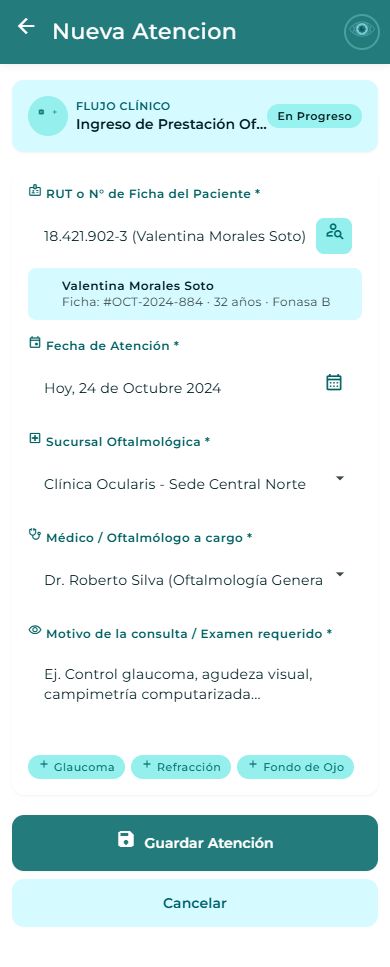 Nueva Atencion
FLUJO CLÍNICO
Ingreso de Prestación Of...
En Progreso
RUT o N° de Ficha del Paciente *
18.421.902-3 (Valentina Morales Soto)
Valentina Morales Soto
Ficha: #OCT-2024-884 · 32 años · Fonasa B
Fecha de Atención *
Hoy, 24 de Octubre 2024
Sucursal Oftalmológica *
Clínica Ocularis - Sede Central Norte
Médico / Oftalmólogo a cargo *
Dr. Roberto Silva (Oftalmología Genera
Motivo de la consulta / Examen requerido *
Ej. Control glaucoma, agudeza visual,
campimetría computarizada...
+ Glaucoma
+ Refracción
+ Fondo de Ojo
Guardar Atención
Cancelar